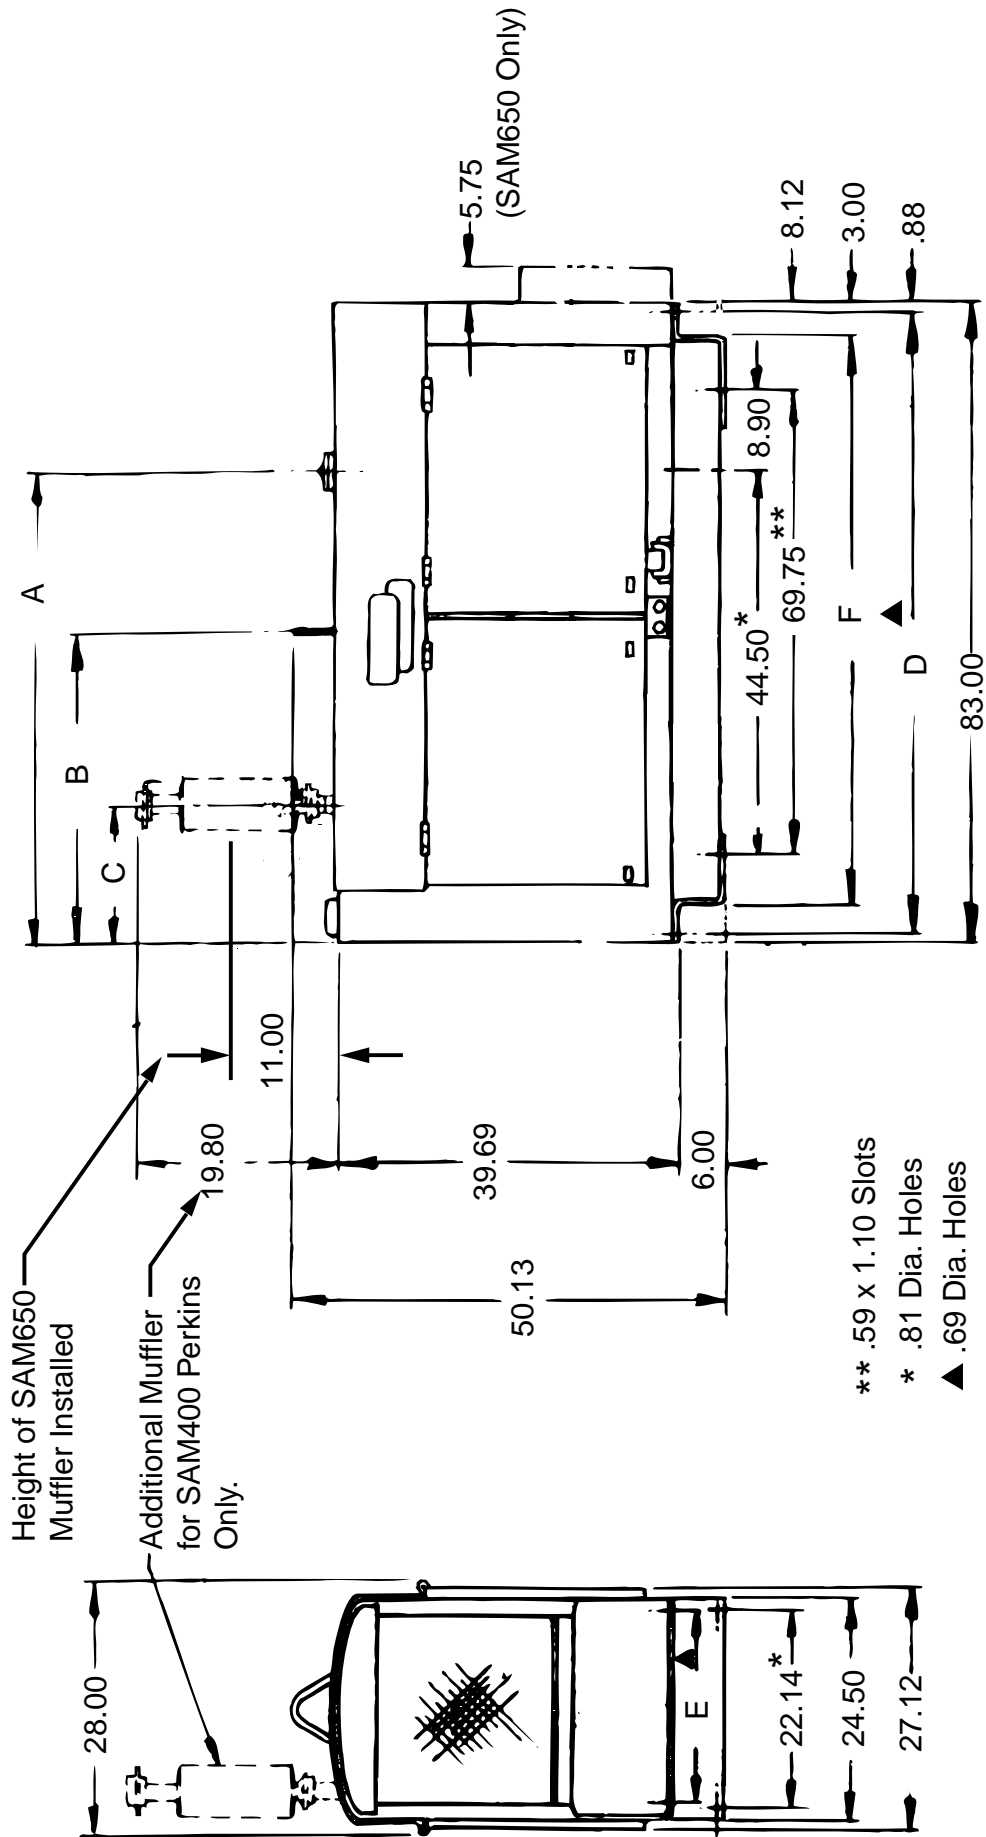 Height of SAM650
Muffler Installed
Additional Muffler
for SAM400 Perkins
Only.
A
B
C
5.75
(SAM650 Only)
19.80
11.00
39.69
6.00
50.13
8.12
3.00
.88
8.90
44.50*
69.75**
F
D ▲
83.00
28.00
E ▲
22.14*
24.50
27.12
** .59 x 1.10 Slots
* .81 Dia. Holes
▲ .69 Dia. Holes